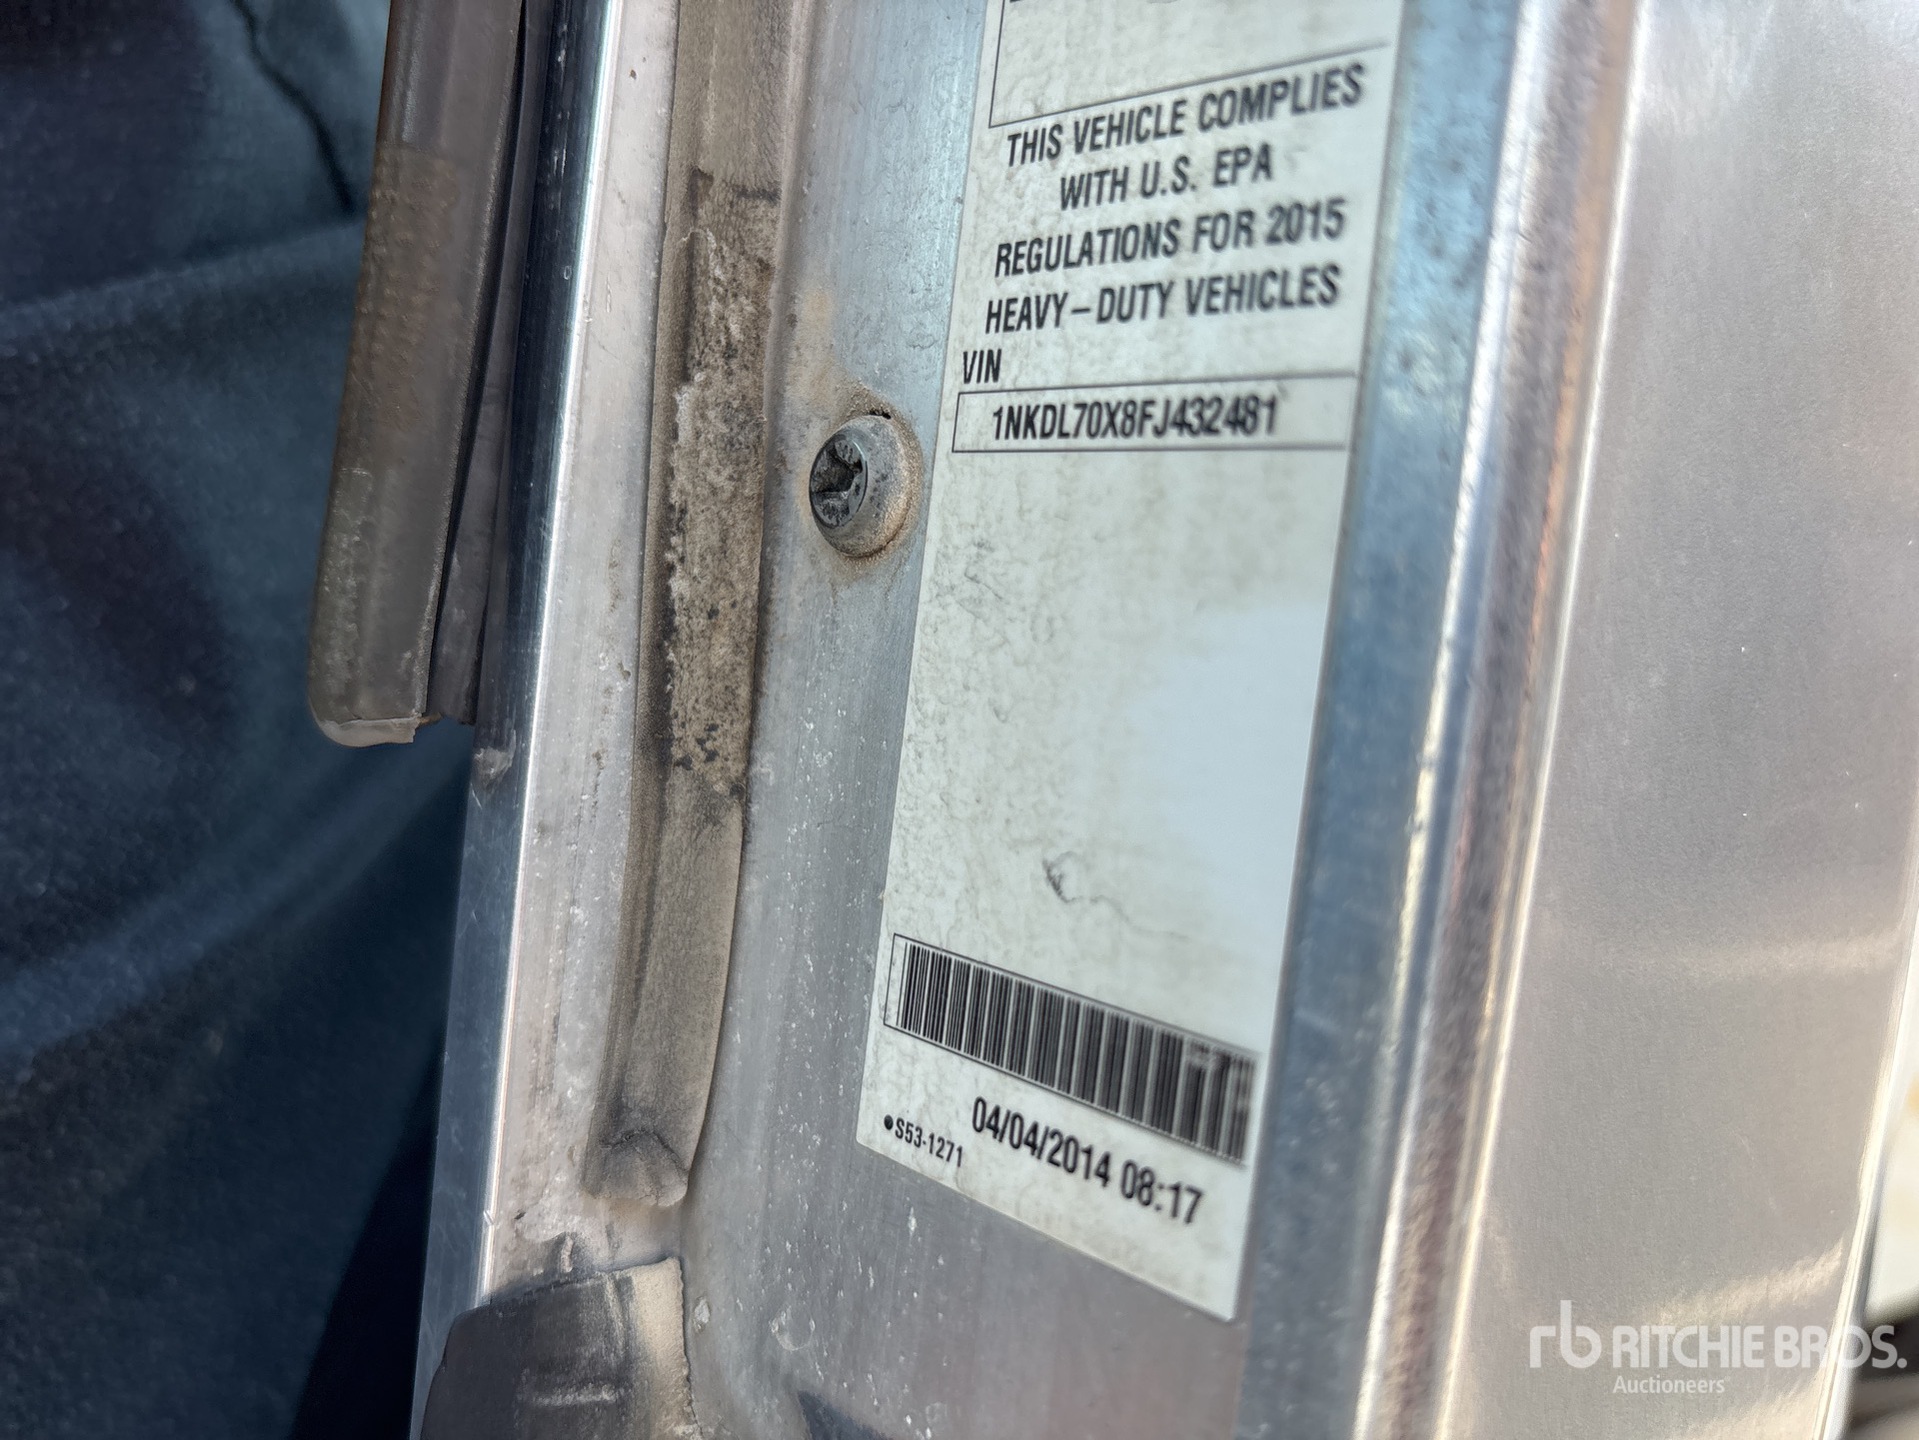 THIS VEHICLE COMPLIES
WITH U.S. EPA
REGULATIONS FOR 2015
HEAVY-DUTY VEHICLES
VIN
1NKDL70X8FJ432481
S53-1271
04/04/2014 08:17
rb RITCHIE BROS.
Auctioneers